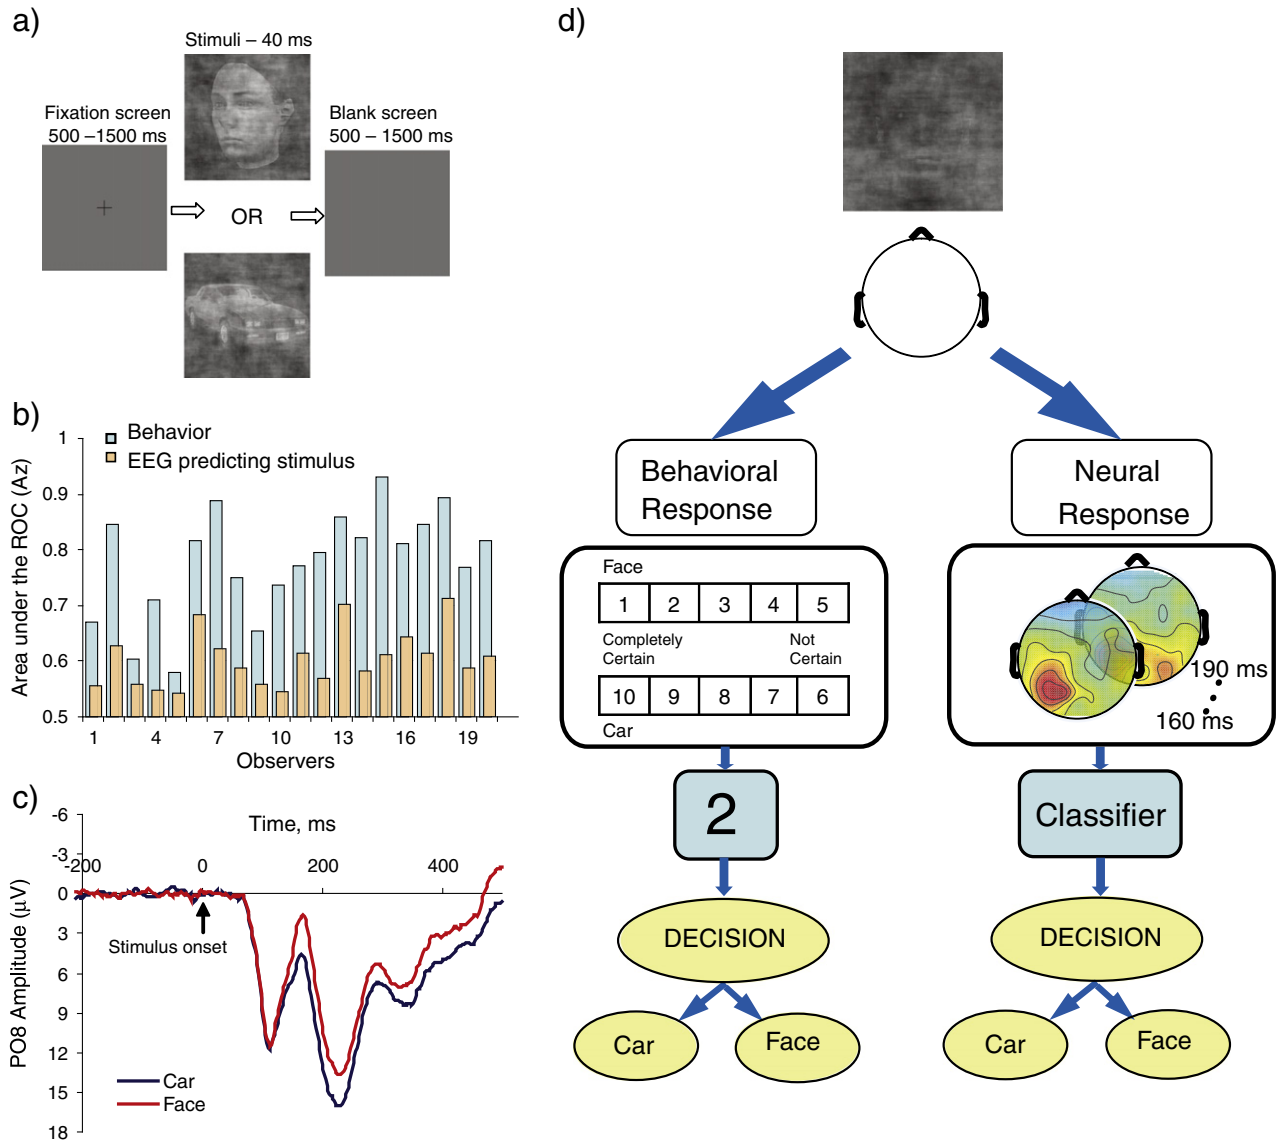 a)
Stimuli – 40 ms
Fixation screen
500 –1500 ms
Blank screen
500 – 1500 ms
OR
b)
Area under the ROC (Az)
1
0.9
0.8
0.7
0.6
0.5
Behavior
EEG predicting stimulus
1 4 7 10 13 16 19
Observers
c)
PO8 Amplitude (µV)
-6
-3
0
3
6
9
12
15
18
Time, ms
-200 0 200 400
Stimulus onset
Car
Face
d)
Behavioral
Response
Neural
Response
Face
1 2 3 4 5
Completely
Certain
Not
Certain
10 9 8 7 6
Car
190 ms
160 ms
2
Classifier
DECISION
DECISION
Car
Face
Car
Face